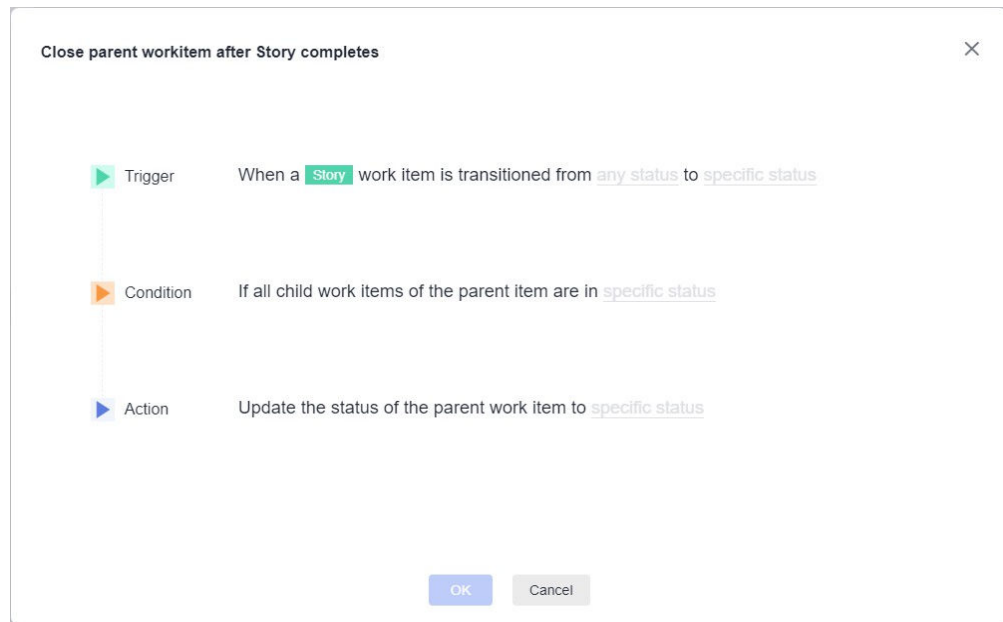 Close parent workitem after Story completes
Trigger When a Story work item is transitioned from any status to specific status
Condition If all child work items of the parent item are in specific status
Action Update the status of the parent work item to specific status
OK Cancel